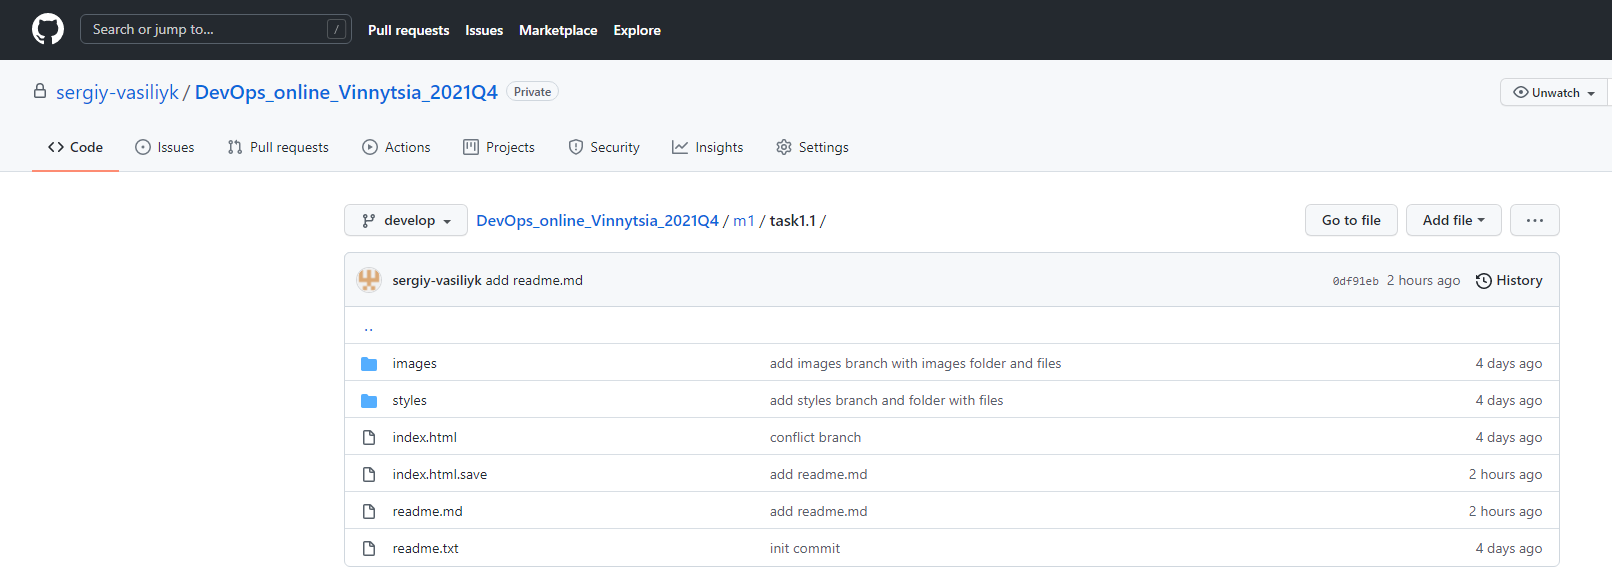 Search or jump to... / Pull requests Issues Marketplace Explore
sergiy-vasiliyk / DevOps_online_Vinnytsia_2021Q4 Private Unwatch
Code Issues Pull requests Actions Projects Security Insights Settings
develop DevOps_online_Vinnytsia_2021Q4 / m1 / task1.1 / Go to file Add file ...
sergiy-vasiliyk add readme.md 0df91eb 2 hours ago History
..
images add images branch with images folder and files 4 days ago
styles add styles branch and folder with files 4 days ago
index.html conflict branch 4 days ago
index.html.save add readme.md 2 hours ago
readme.md add readme.md 2 hours ago
readme.txt init commit 4 days ago